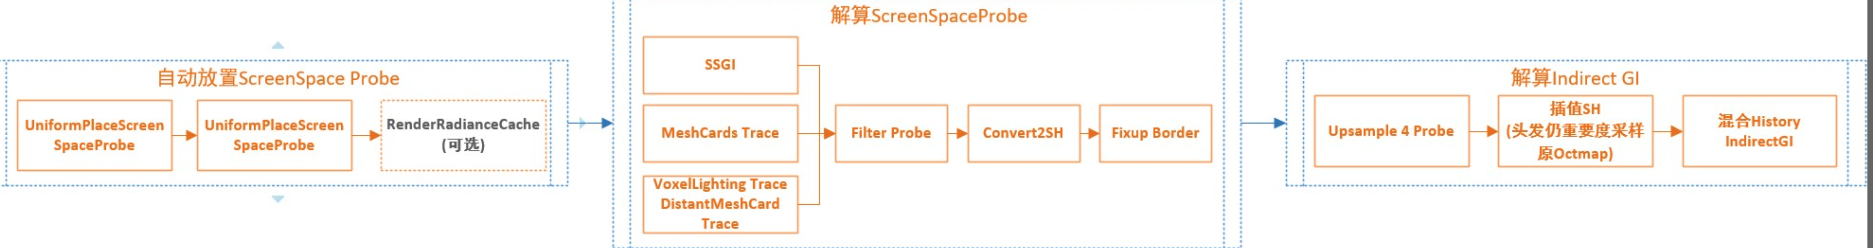 自动放置ScreenSpace Probe
UniformPlaceScreen
SpaceProbe
UniformPlaceScreen
SpaceProbe
RenderRadianceCache
(可选)
解算ScreenSpaceProbe
SSGI
MeshCards Trace
VoxelLighting Trace
DistantMeshCard
Trace
Filter Probe
Convert2SH
Fixup Border
解算Indirect GI
Upsample 4 Probe
插值SH
(头发仍重要度采样
原Octmap)
混合History
IndirectGI